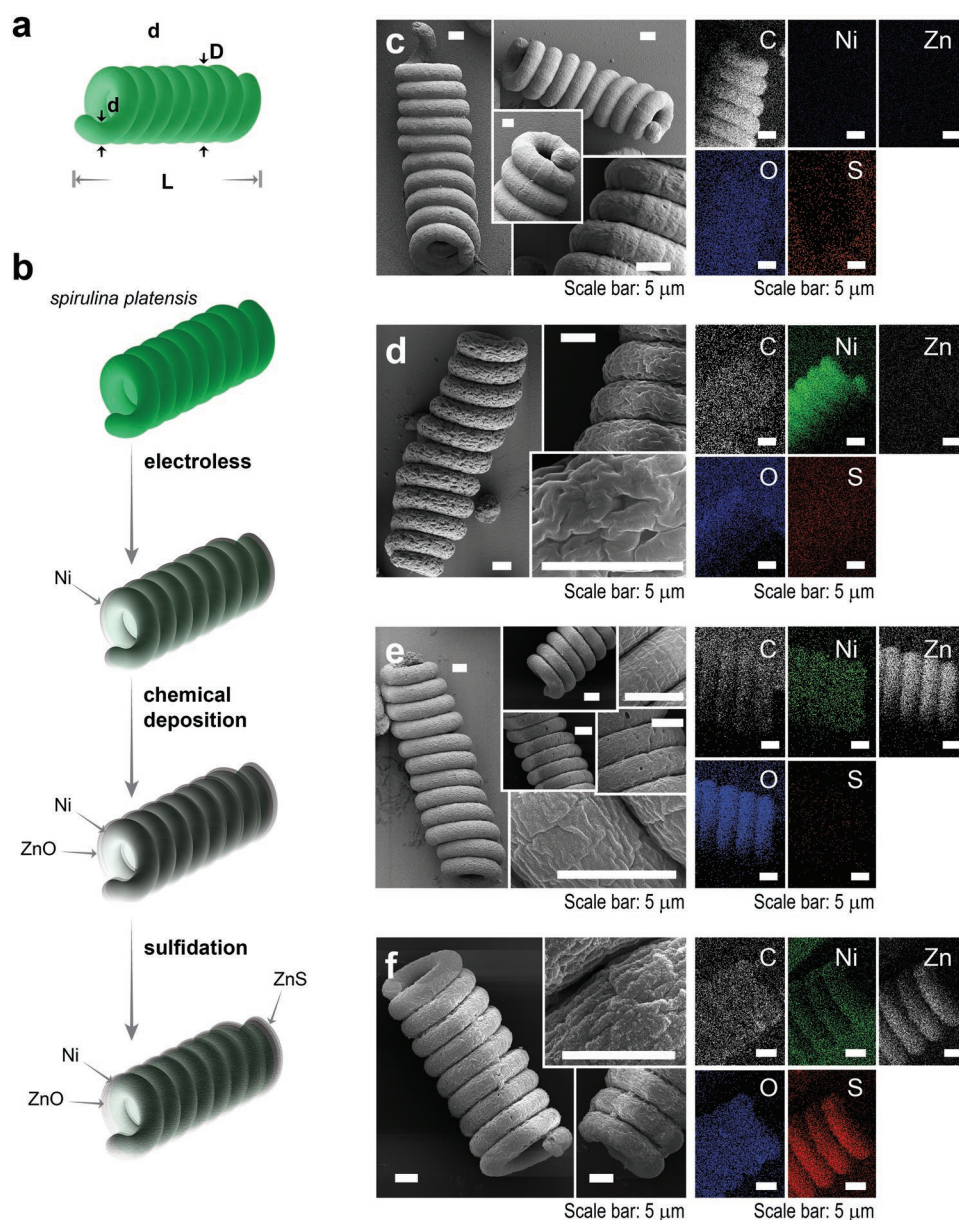 a
d
D
d
L
b
spirulina platensis
electroless
Ni
chemical
deposition
Ni
ZnO
sulfidation
ZnS
Ni
ZnO
c
C
Ni
Zn
O
S
Scale bar: 5 μm
Scale bar: 5 μm
d
C
Ni
Zn
O
S
Scale bar: 5 μm
Scale bar: 5 μm
e
C
Ni
Zn
O
S
Scale bar: 5 μm
Scale bar: 5 μm
f
C
Ni
Zn
O
S
Scale bar: 5 μm
Scale bar: 5 μm